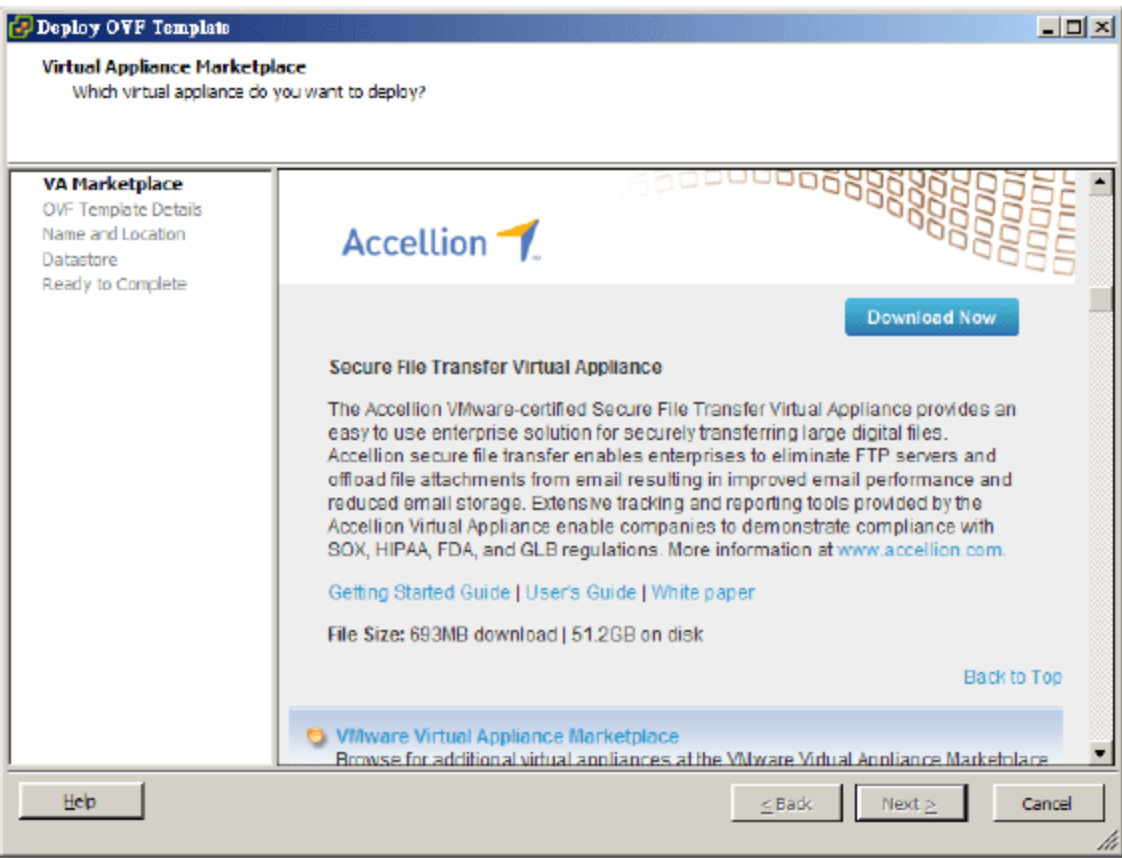 Deploy OVF Template
Virtual Appliance Marketplace
Which virtual appliance do you want to deploy?
VA Marketplace
OVF Template Details
Name and Location
Datastore
Ready to Complete
Accellion
Download Now
Secure File Transfer Virtual Appliance
The Accellion VMware-certified Secure File Transfer Virtual Appliance provides an
easy to use enterprise solution for securely transferring large digital files.
Accellion secure file transfer enables enterprises to eliminate FTP servers and
offload file attachments from email resulting in improved email performance and
reduced email storage. Extensive tracking and reporting tools provided by the
Accellion Virtual Appliance enable companies to demonstrate compliance with
SOX, HIPAA, FDA, and GLB regulations. More information at www.accellion.com.
Getting Started Guide | User's Guide | White paper
File Size: 693MB download | 51.2GB on disk
Back to Top
VMware Virtual Appliance Marketplace
Browse for additional virtual appliances at the VMware Virtual Appliance Marketplace
Help
< Back
Next >
Cancel